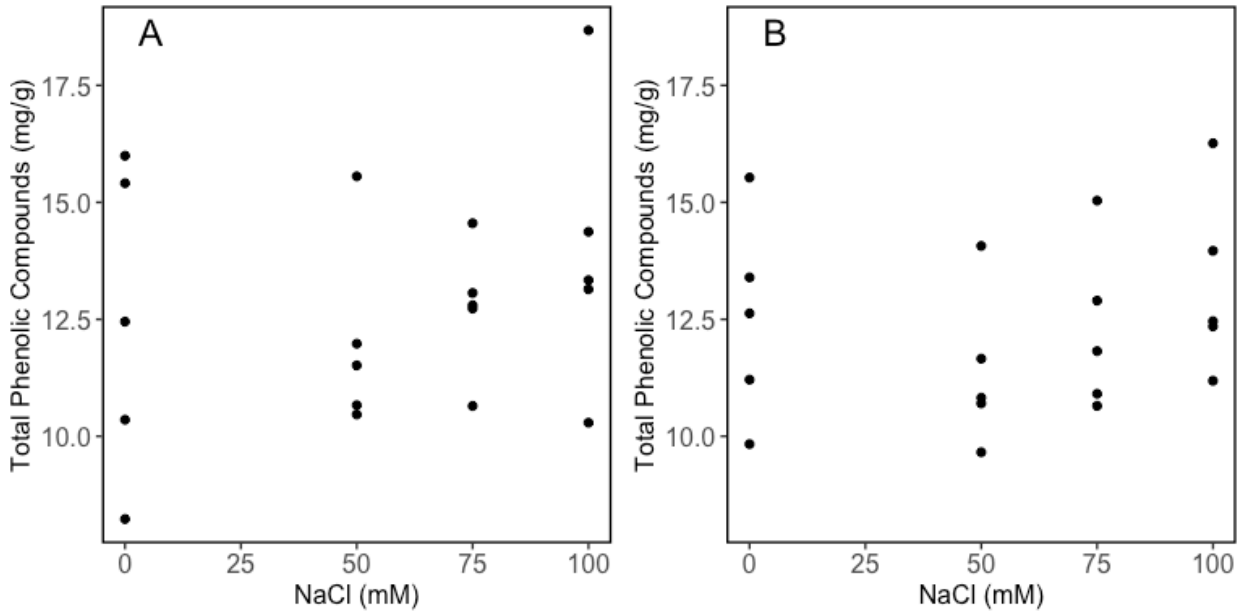 A
Total Phenolic Compounds (mg/g)
17.5
15.0
12.5
10.0
0 25 50 75 100
NaCl (mM)
B
Total Phenolic Compounds (mg/g)
17.5
15.0
12.5
10.0
0 25 50 75 100
NaCl (mM)